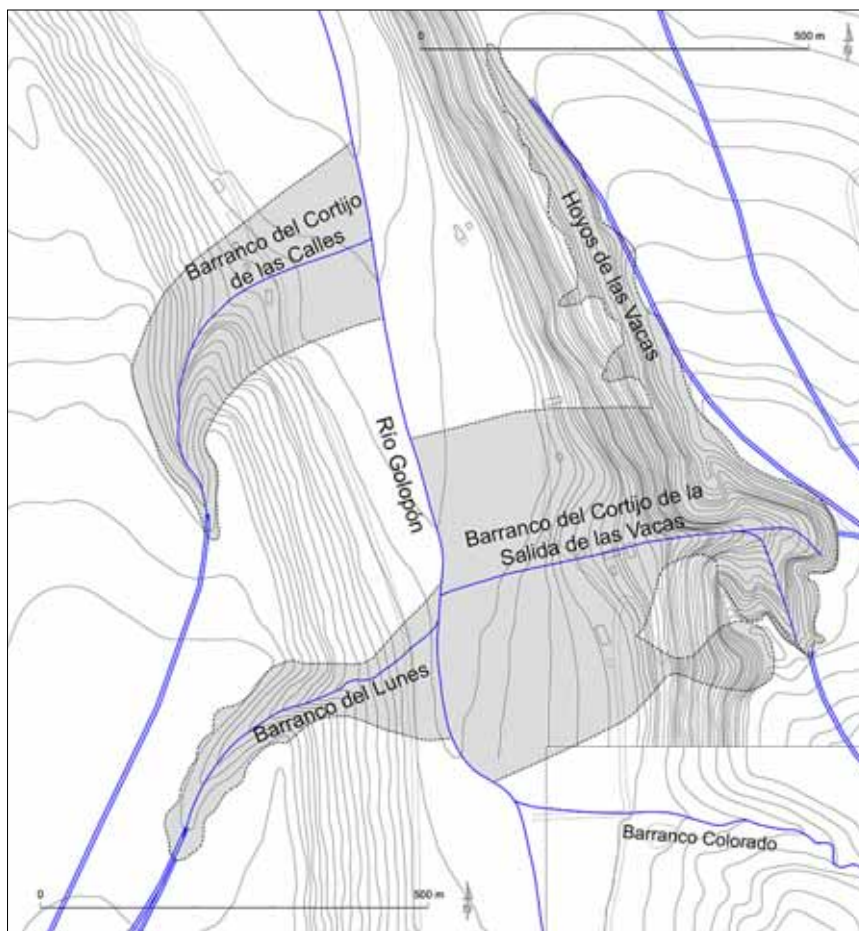 0
500 m
Barranco del Cortijo
de las Calles
Hoyos de las Vacas
Río Golopón
Barranco del Cortijo de la
Salida de las Vacas
Barranco del Lunes
Barranco Colorado
0
500 m